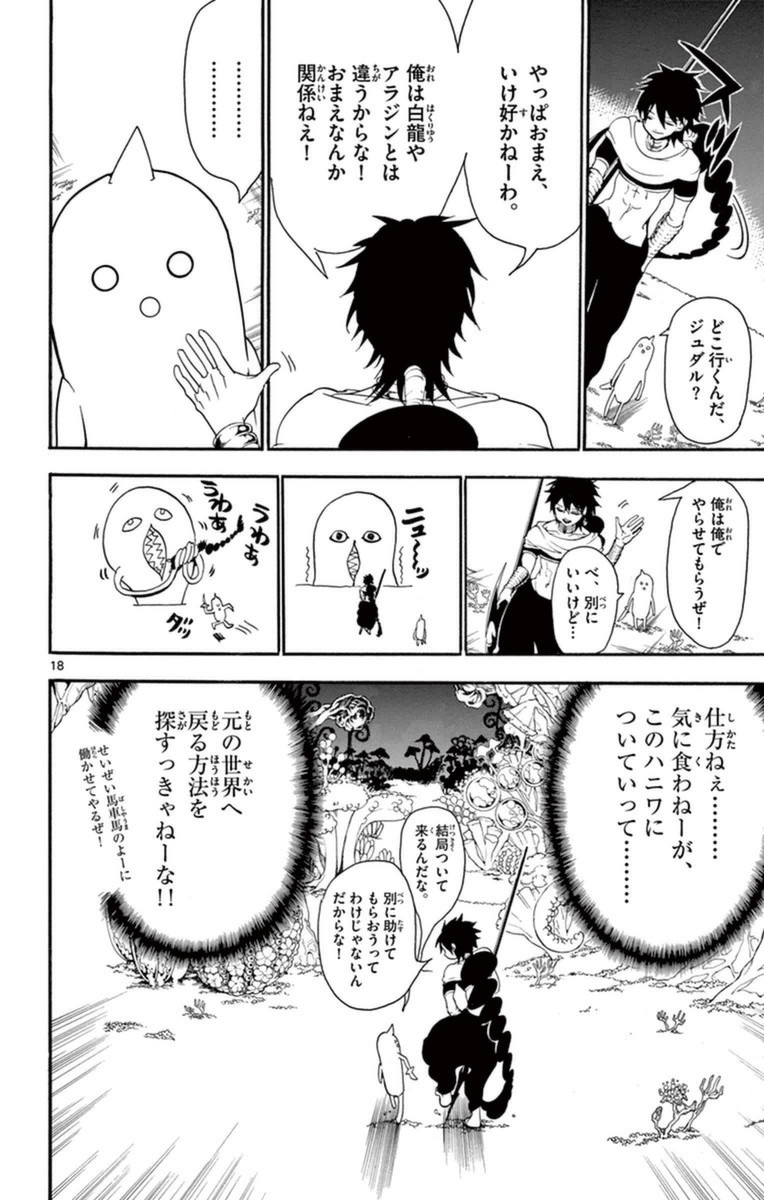 どこ行くんだ、
ジュダル？
やっぱおまえ、
いけ好かねーわ。
俺は白龍や
アラジンとは
違うからな！
おまえなんか
関係ねえ！
…………
…………
俺は俺で
やらせてもらうぜ！
べ、別に
いいけど…
ニュ〜〜
うわぁ
うわぁ
ダッ
18
仕方ねぇ………
気に食わねーが、
このハニワに
ついていって………
結局ついて
来るんだな。
別に助けて
もらおうって
わけじゃないん
だからな！
元の世界へ
戻る方法を
探すっきゃねーな!!
せいぜい馬車馬のよーに
働かせてやるぜ！